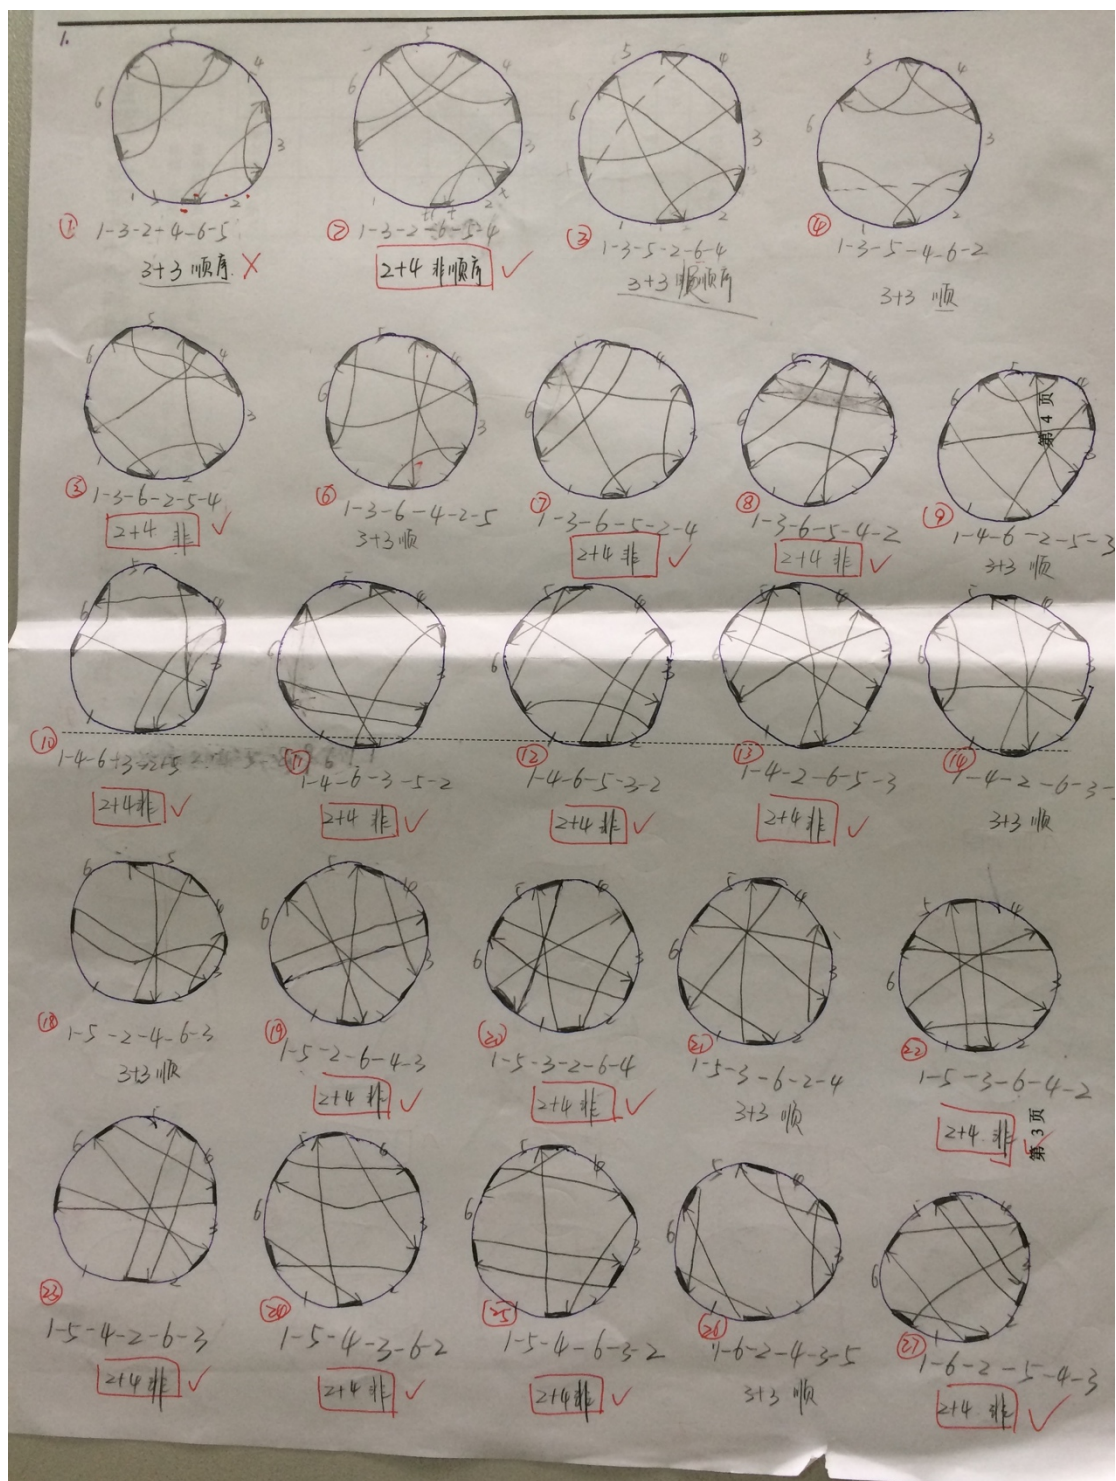 1.
① 1-3-2-4-6-5
3+3 顺序 ×
② 1-3-2-6-5-4
2+4 非顺序 ✓
③ 1-3-5-2-6-4
3+3 顺序
④ 1-3-5-4-6-2
3+3 顺
⑤ 1-3-6-2-5-4
2+4 非 ✓
⑥ 1-3-6-4-2-5
3+3 顺
⑦ 1-3-6-5-2-4
2+4 非 ✓
⑧ 1-3-6-5-4-2
2+4 非 ✓
⑨ 1-4-6-2-5-3
3+3 顺
第 4 页
⑩ 1-4-6-3-2-5
2+4 非 ✓
⑪ 1-4-6-3-5-2
2+4 非 ✓
⑫ 1-4-6-5-3-2
2+4 非 ✓
⑬ 1-4-2-6-5-3
2+4 非 ✓
⑭ 1-4-2-6-3-
3+3 顺
⑱ 1-5-2-4-6-3
3+3 顺
⑲ 1-5-2-6-4-3
2+4 非 ✓
⑳ 1-5-3-2-6-4
2+4 非 ✓
㉑ 1-5-3-6-2-4
3+3 顺
㉒ 1-5-3-6-4-2
2+4 非 ✓
第 3 页
㉓ 1-5-4-2-6-3
2+4 非 ✓
㉔ 1-5-4-3-6-2
2+4 非 ✓
㉕ 1-5-4-6-3-2
2+4 非 ✓
㉖ 1-6-2-4-3-5
3+3 顺
㉗ 1-6-2-5-4-3
2+4 非 ✓